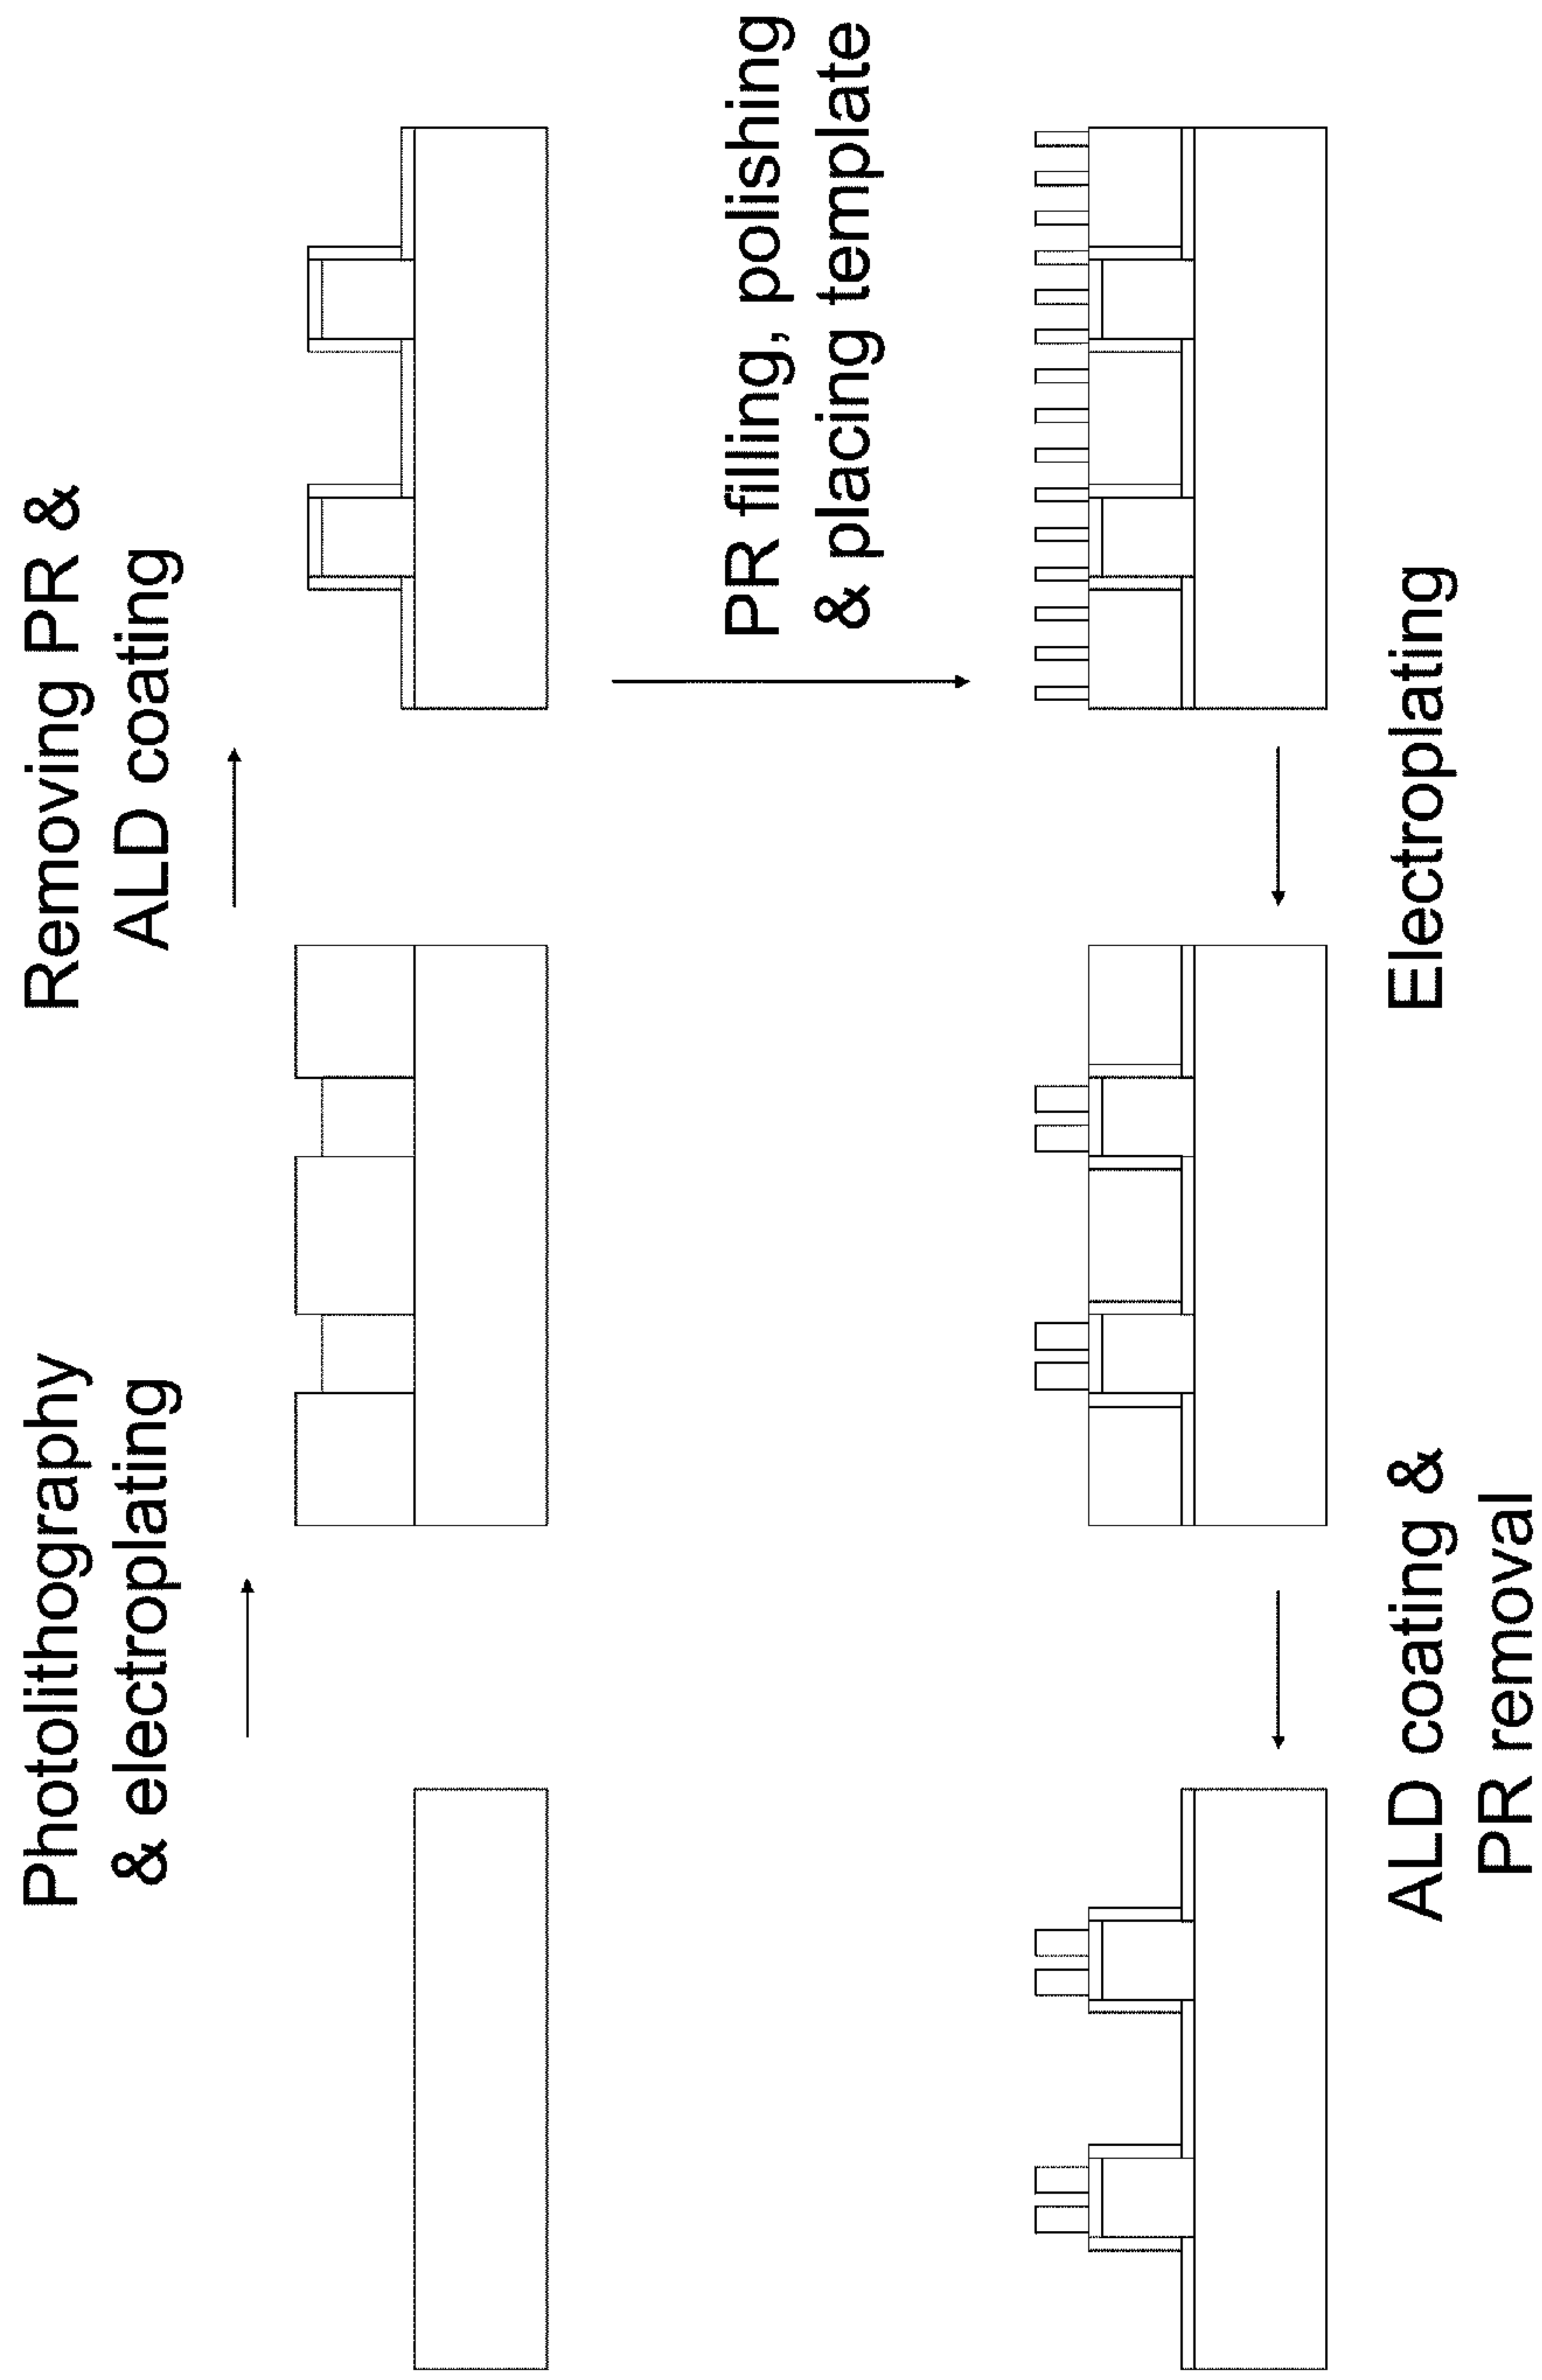 Photolithography
& electroplating
Removing PR &
ALD coating
PR filling, polishing
& placing template
Electroplating
ALD coating &
PR removal